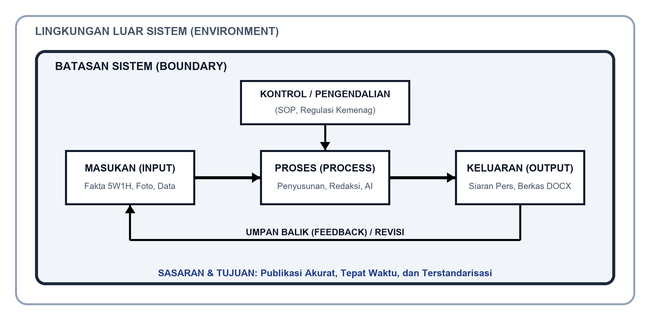 LINGKUNGAN LUAR SISTEM (ENVIRONMENT)
BATASAN SISTEM (BOUNDARY)
KONTROL / PENGENDALIAN
(SOP, Regulasi Kemenag)
MASUKAN (INPUT)
Fakta 5W1H, Foto, Data
PROSES (PROCESS)
Penyusunan, Redaksi, AI
KELUARAN (OUTPUT)
Siaran Pers, Berkas DOCX
UMPAN BALIK (FEEDBACK) / REVISI
SASARAN & TUJUAN: Publikasi Akurat, Tepat Waktu, dan Terstandarisasi